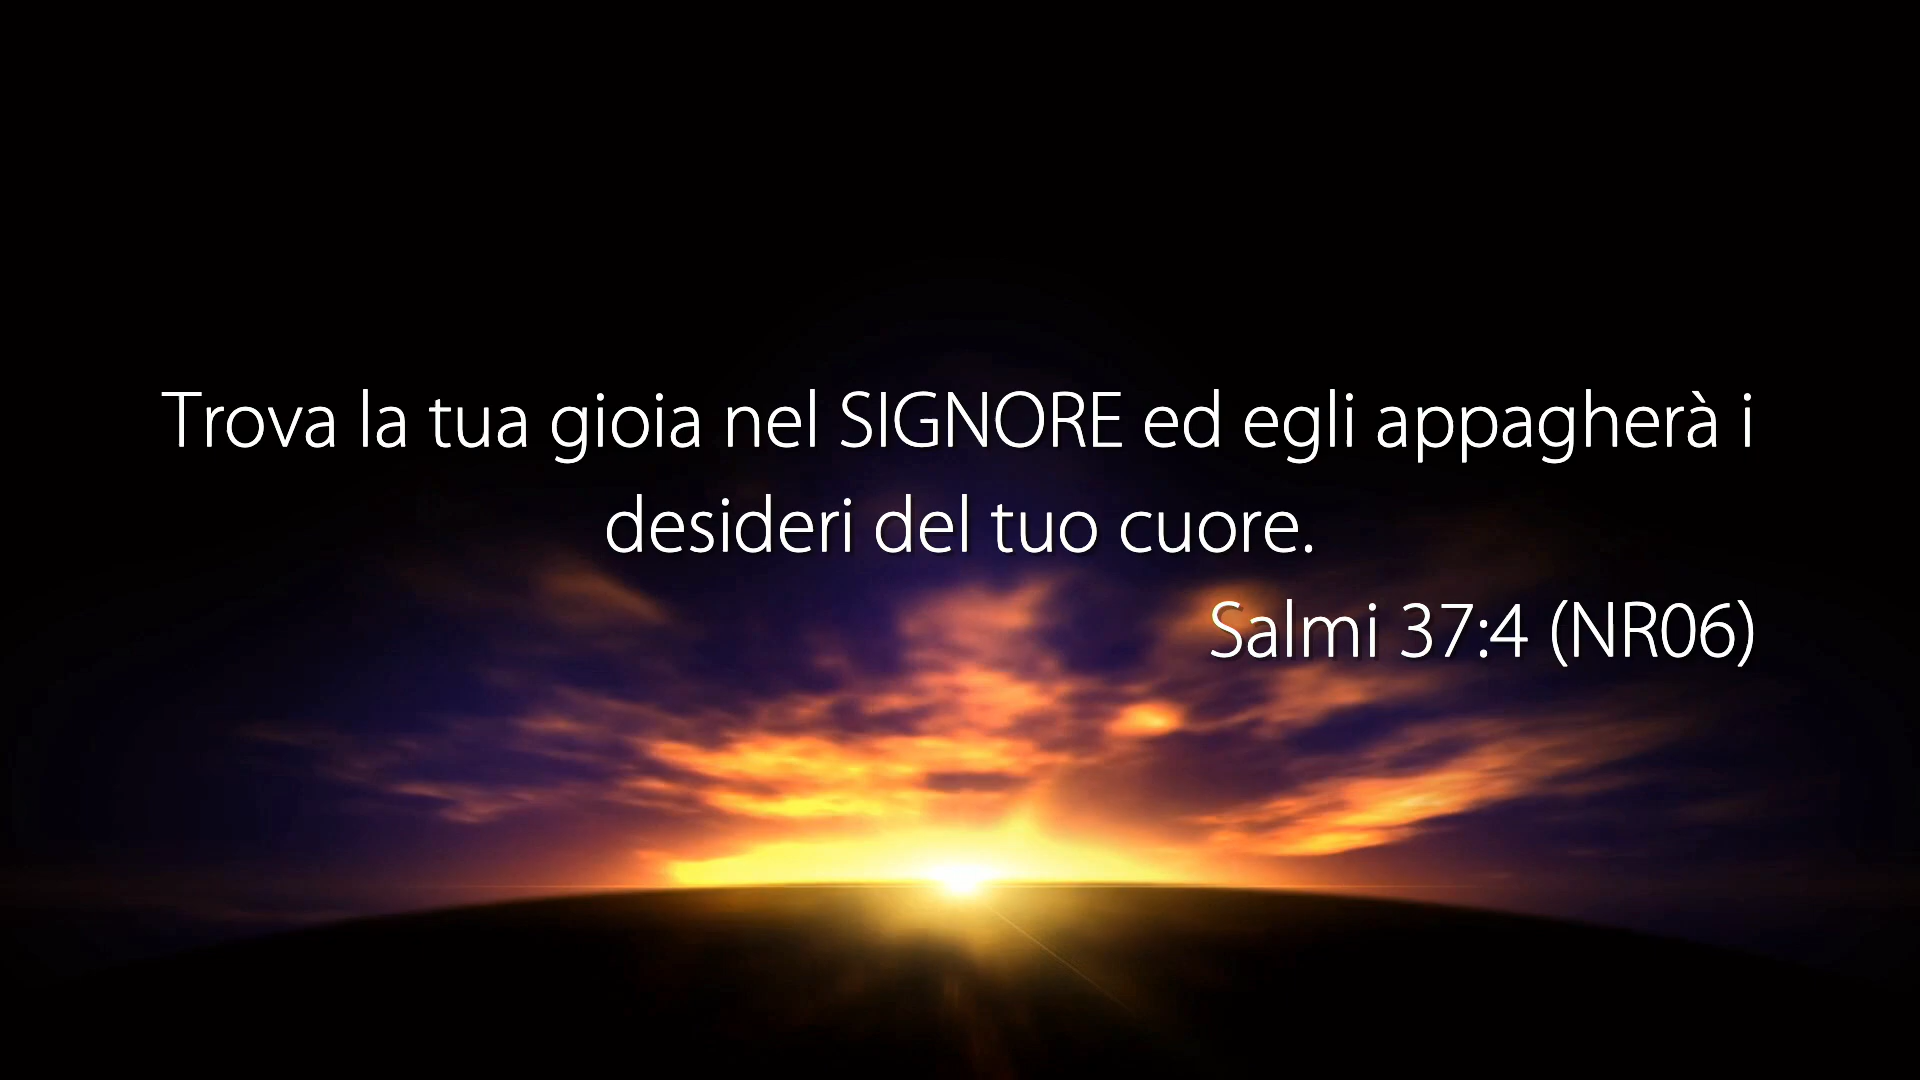 Trova la tua gioia nel SIGNORE ed egli appagherà i
desideri del tuo cuore.
Salmi 37:4 (NR06)